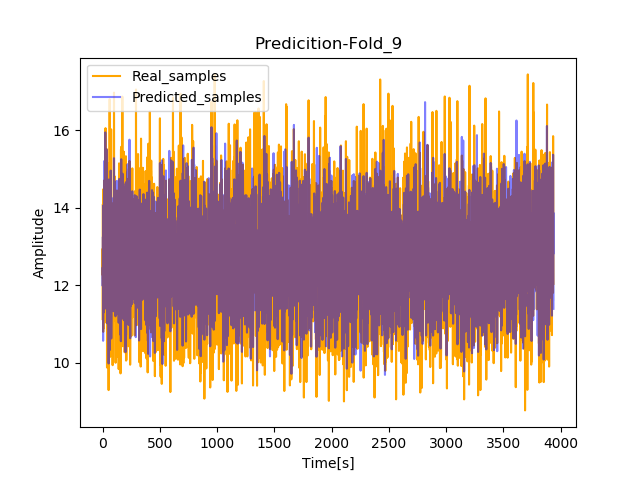 Predicition-Fold_9
Real_samples
Predicted_samples
16
14
12
10
Amplitude
0 500 1000 1500 2000 2500 3000 3500 4000
Time[s]